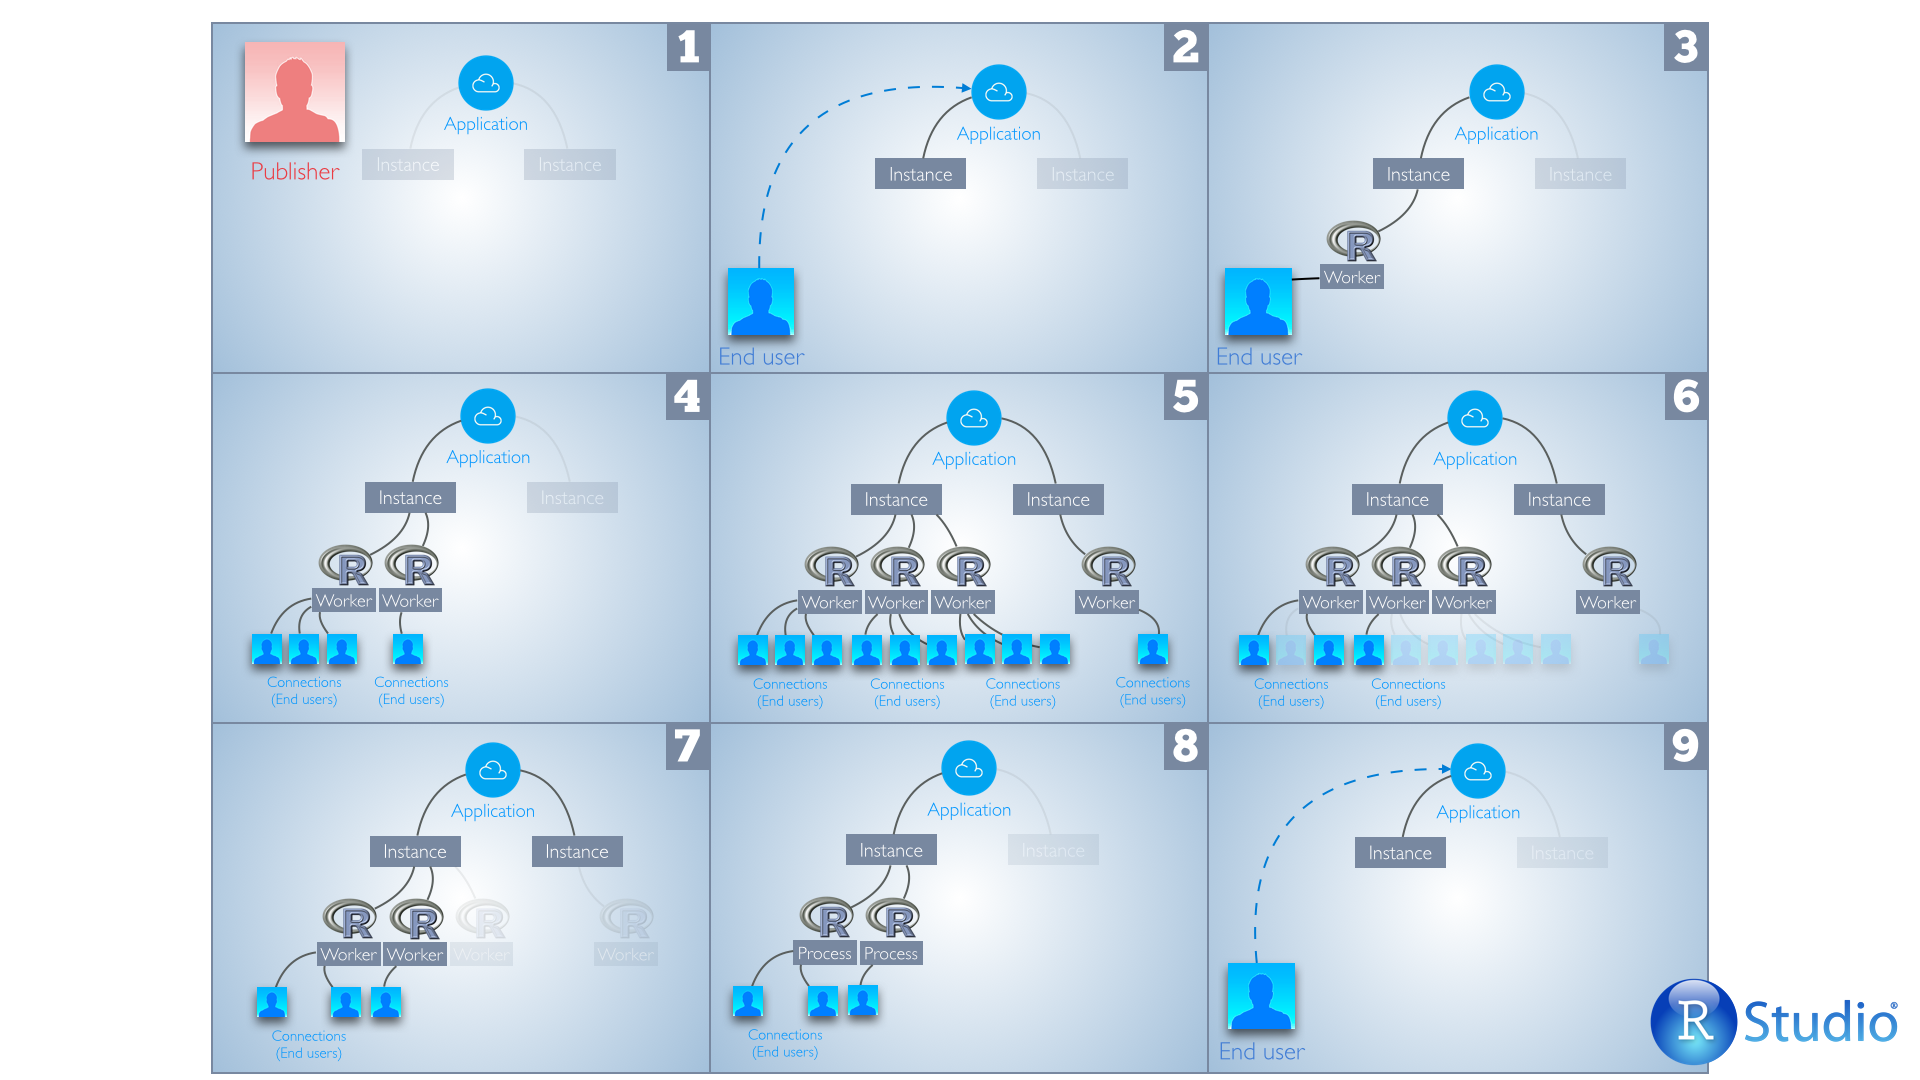 1
Application
Instance
Instance
Publisher
2
Application
Instance
Instance
End user
3
Application
Instance
Instance
R
Worker
End user
4
Application
Instance
Instance
R
R
Worker
Worker
Connections
(End users)
Connections
(End users)
5
Application
Instance
Instance
R
R
R
R
Worker
Worker
Worker
Worker
Connections
(End users)
Connections
(End users)
Connections
(End users)
Connections
(End users)
6
Application
Instance
Instance
R
R
R
R
Worker
Worker
Worker
Worker
Connections
(End users)
Connections
(End users)
7
Application
Instance
Instance
R
R
R
R
Worker
Worker
Worker
Worker
Connections
(End users)
8
Application
Instance
Instance
R
R
Process
Process
Connections
(End users)
9
Application
Instance
Instance
End user
R Studio®